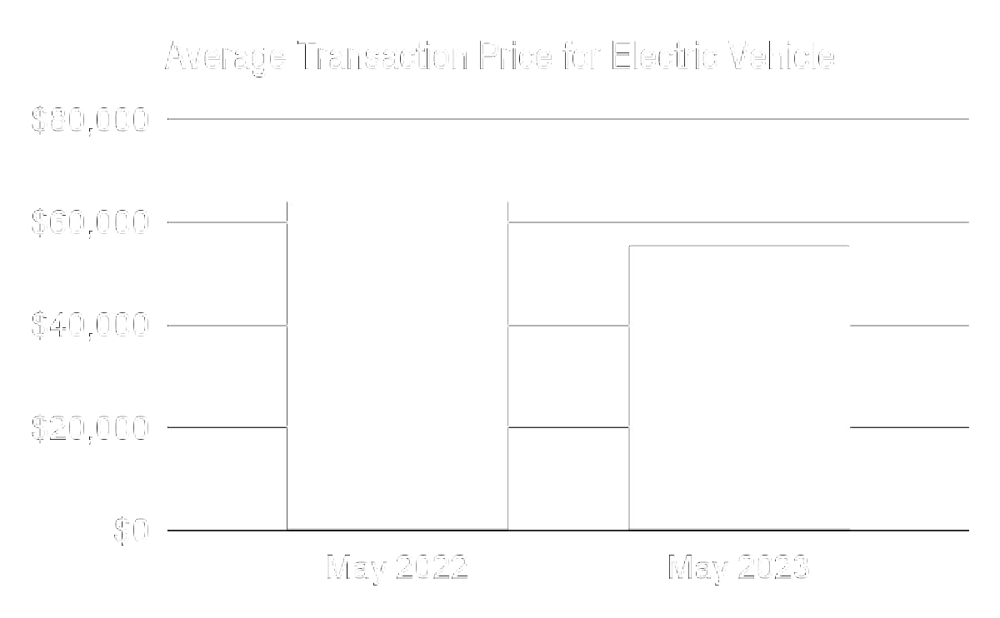 Average Transaction Price for Electric Vehicle
$80,000
$60,000
$40,000
$20,000
$0
May 2022
May 2023